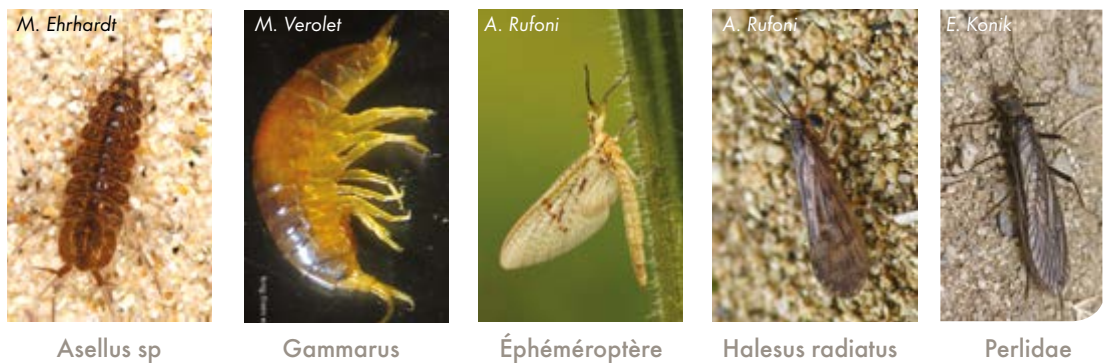 M. Ehrhardt
M. Verolet
A. Rufoni
A. Rufoni
E. Konik
Asellus sp
Gammarus
Éphéméroptère
Halesus radiatus
Perlidae